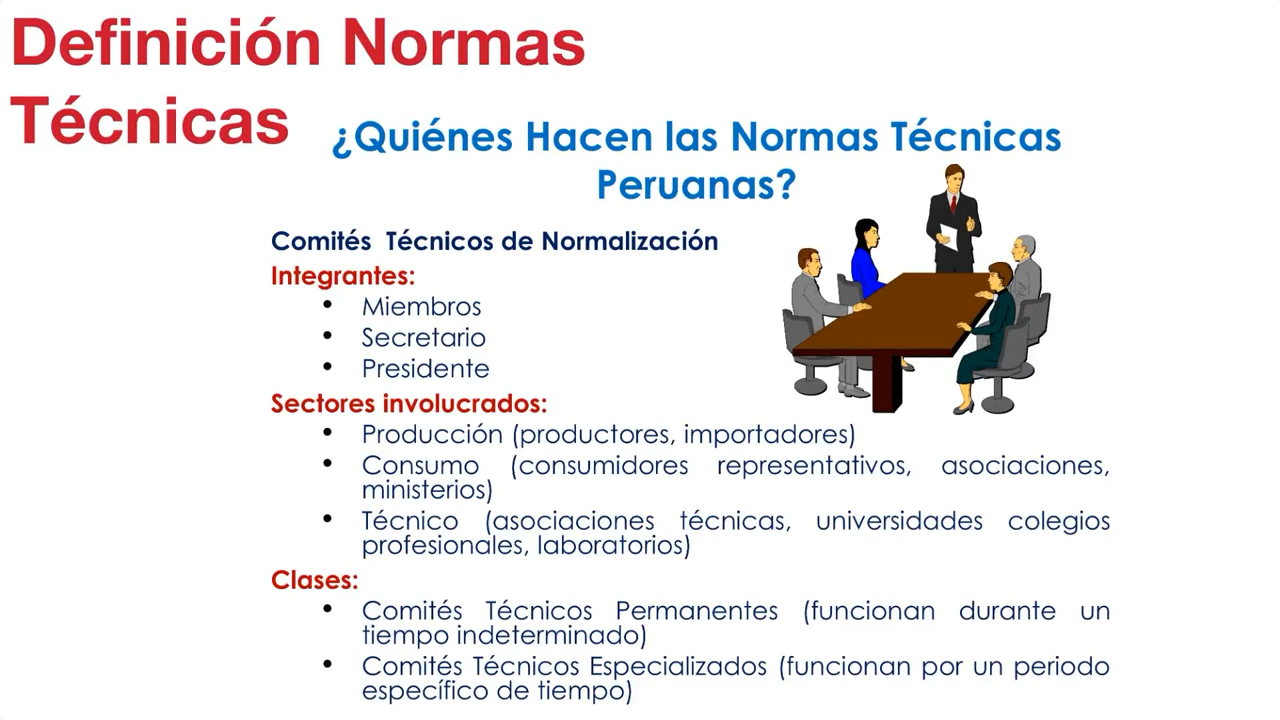 Definición Normas
Técnicas
¿Quiénes Hacen las Normas Técnicas
Peruanas?
Comités Técnicos de Normalización
Integrantes:
• Miembros
• Secretario
• Presidente
Sectores involucrados:
• Producción (productores, importadores)
• Consumo (consumidores representativos, asociaciones,
ministerios)
• Técnico (asociaciones técnicas, universidades colegios
profesionales, laboratorios)
Clases:
• Comités Técnicos Permanentes (funcionan durante un
tiempo indeterminado)
• Comités Técnicos Especializados (funcionan por un periodo
específico de tiempo)